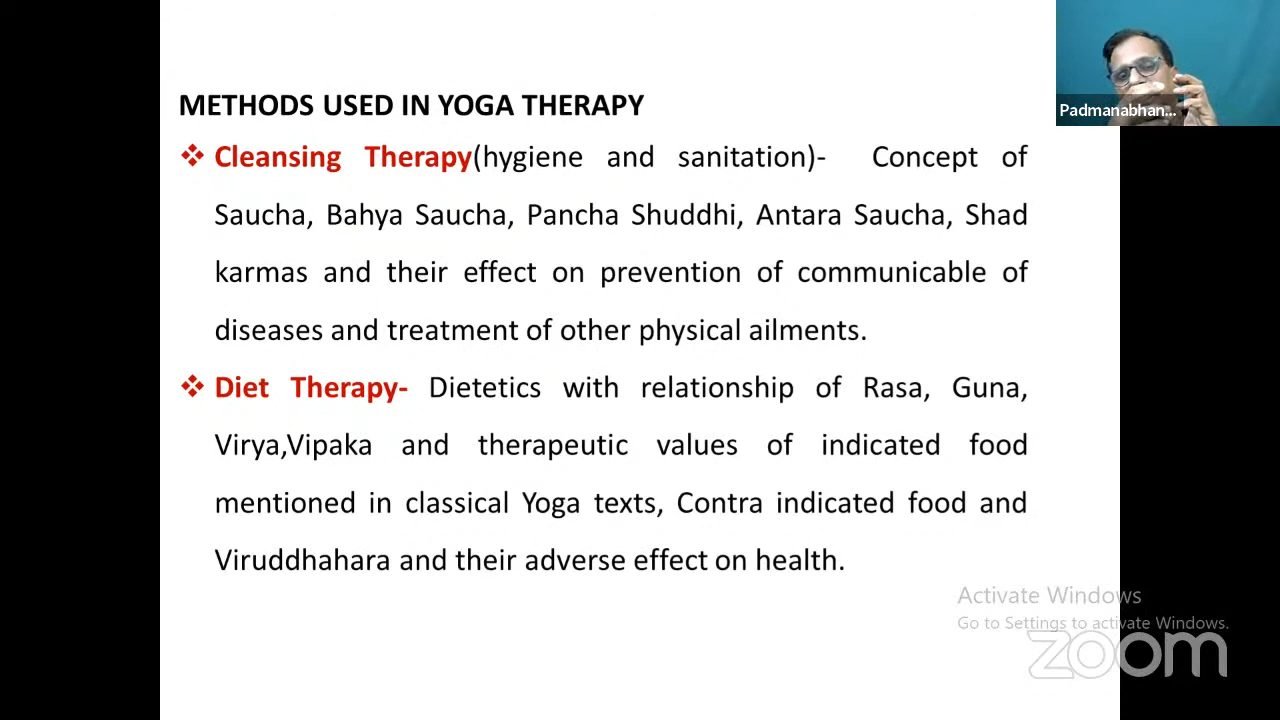 METHODS USED IN YOGA THERAPY
Padmanabhan...
Cleansing Therapy(hygiene and sanitation)- Concept of
Saucha, Bahya Saucha, Pancha Shuddhi, Antara Saucha, Shad
karmas and their effect on prevention of communicable of
diseases and treatment of other physical ailments.
Diet Therapy- Dietetics with relationship of Rasa, Guna,
Virya,Vipaka and therapeutic values of indicated food
mentioned in classical Yoga texts, Contra indicated food and
Viruddhahara and their adverse effect on health.
Activate Windows
Go to Settings to activate Windows.
zoom